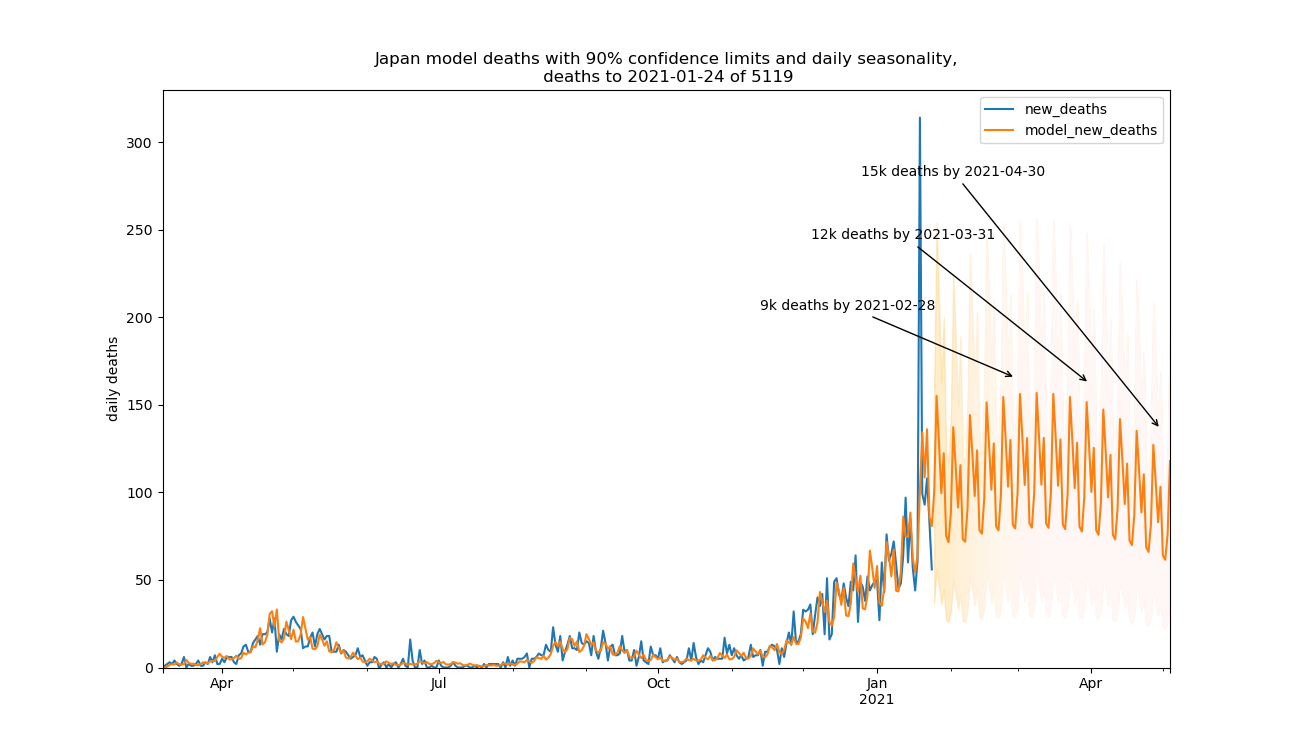 Japan model deaths with 90% confidence limits and daily seasonality,
deaths to 2021-01-24 of 5119
new_deaths
model_new_deaths
15k deaths by 2021-04-30
12k deaths by 2021-03-31
9k deaths by 2021-02-28
daily deaths
300
250
200
150
100
50
0
Apr
Jul
Oct
Jan
2021
Apr